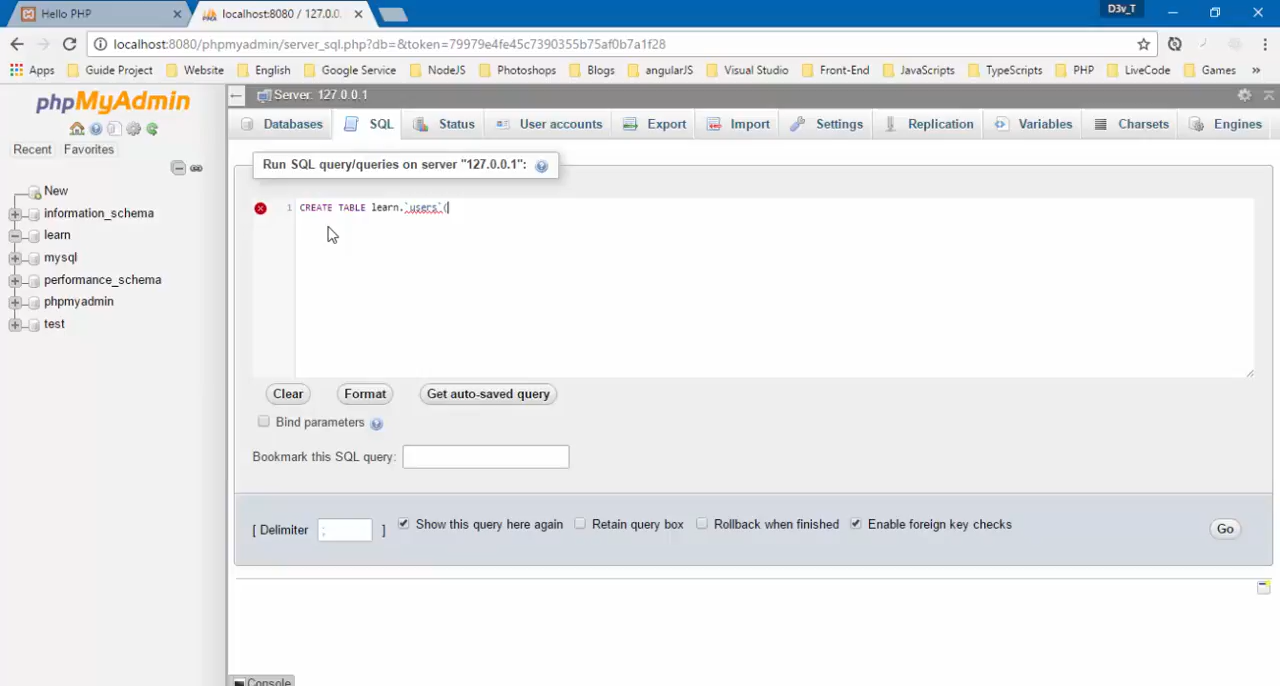 Hello PHP
localhost:8080 / 127.0.0.
D3v_T
localhost:8080/phpmyadmin/server_sql.php?db=&token=79979e4fe45c7390355b75af0b7a1f28
Apps Guide Project Website English Google Service NodeJS Photoshops Blogs angularJS Visual Studio Front-End JavaScripts TypeScripts PHP LiveCode Games »
phpMyAdmin
Recent Favorites
New
information_schema
learn
mysql
performance_schema
phpmyadmin
test
Server: 127.0.0.1
Databases SQL Status User accounts Export Import Settings Replication Variables Charsets Engines
Run SQL query/queries on server "127.0.0.1":
1 CREATE TABLE learn.`users`(
Clear Format Get auto-saved query
Bind parameters
Bookmark this SQL query:
[ Delimiter ; ] Show this query here again Retain query box Rollback when finished Enable foreign key checks Go
Console